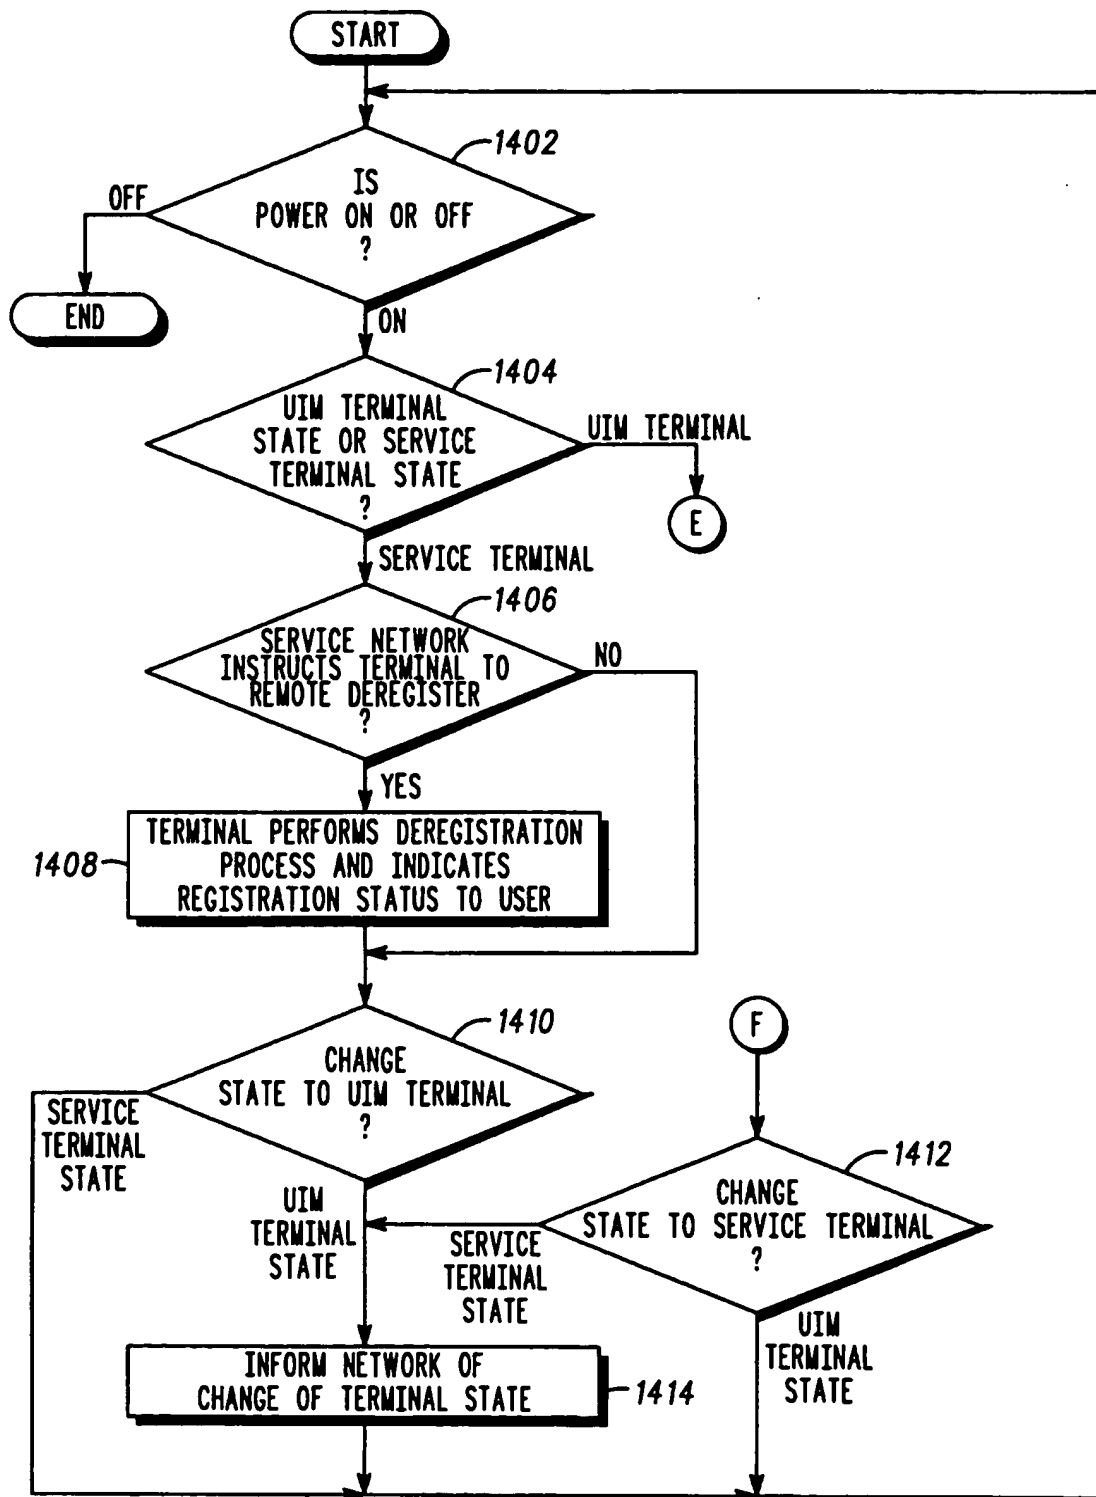 START
1402
IS
POWER ON OR OFF
?
OFF
END
ON
1404
UIM TERMINAL
STATE OR SERVICE
TERMINAL STATE
?
UIM TERMINAL
E
SERVICE TERMINAL
1406
SERVICE NETWORK
INSTRUCTS TERMINAL TO
REMOTE DEREGISTER
?
NO
YES
TERMINAL PERFORMS DEREGISTRATION
PROCESS AND INDICATES
REGISTRATION STATUS TO USER
1408
1410
CHANGE
STATE TO UIM TERMINAL
?
SERVICE
TERMINAL
STATE
UIM
TERMINAL
STATE
F
1412
CHANGE
STATE TO SERVICE TERMINAL
?
SERVICE
TERMINAL
STATE
UIM
TERMINAL
STATE
INFORM NETWORK OF
CHANGE OF TERMINAL STATE
1414